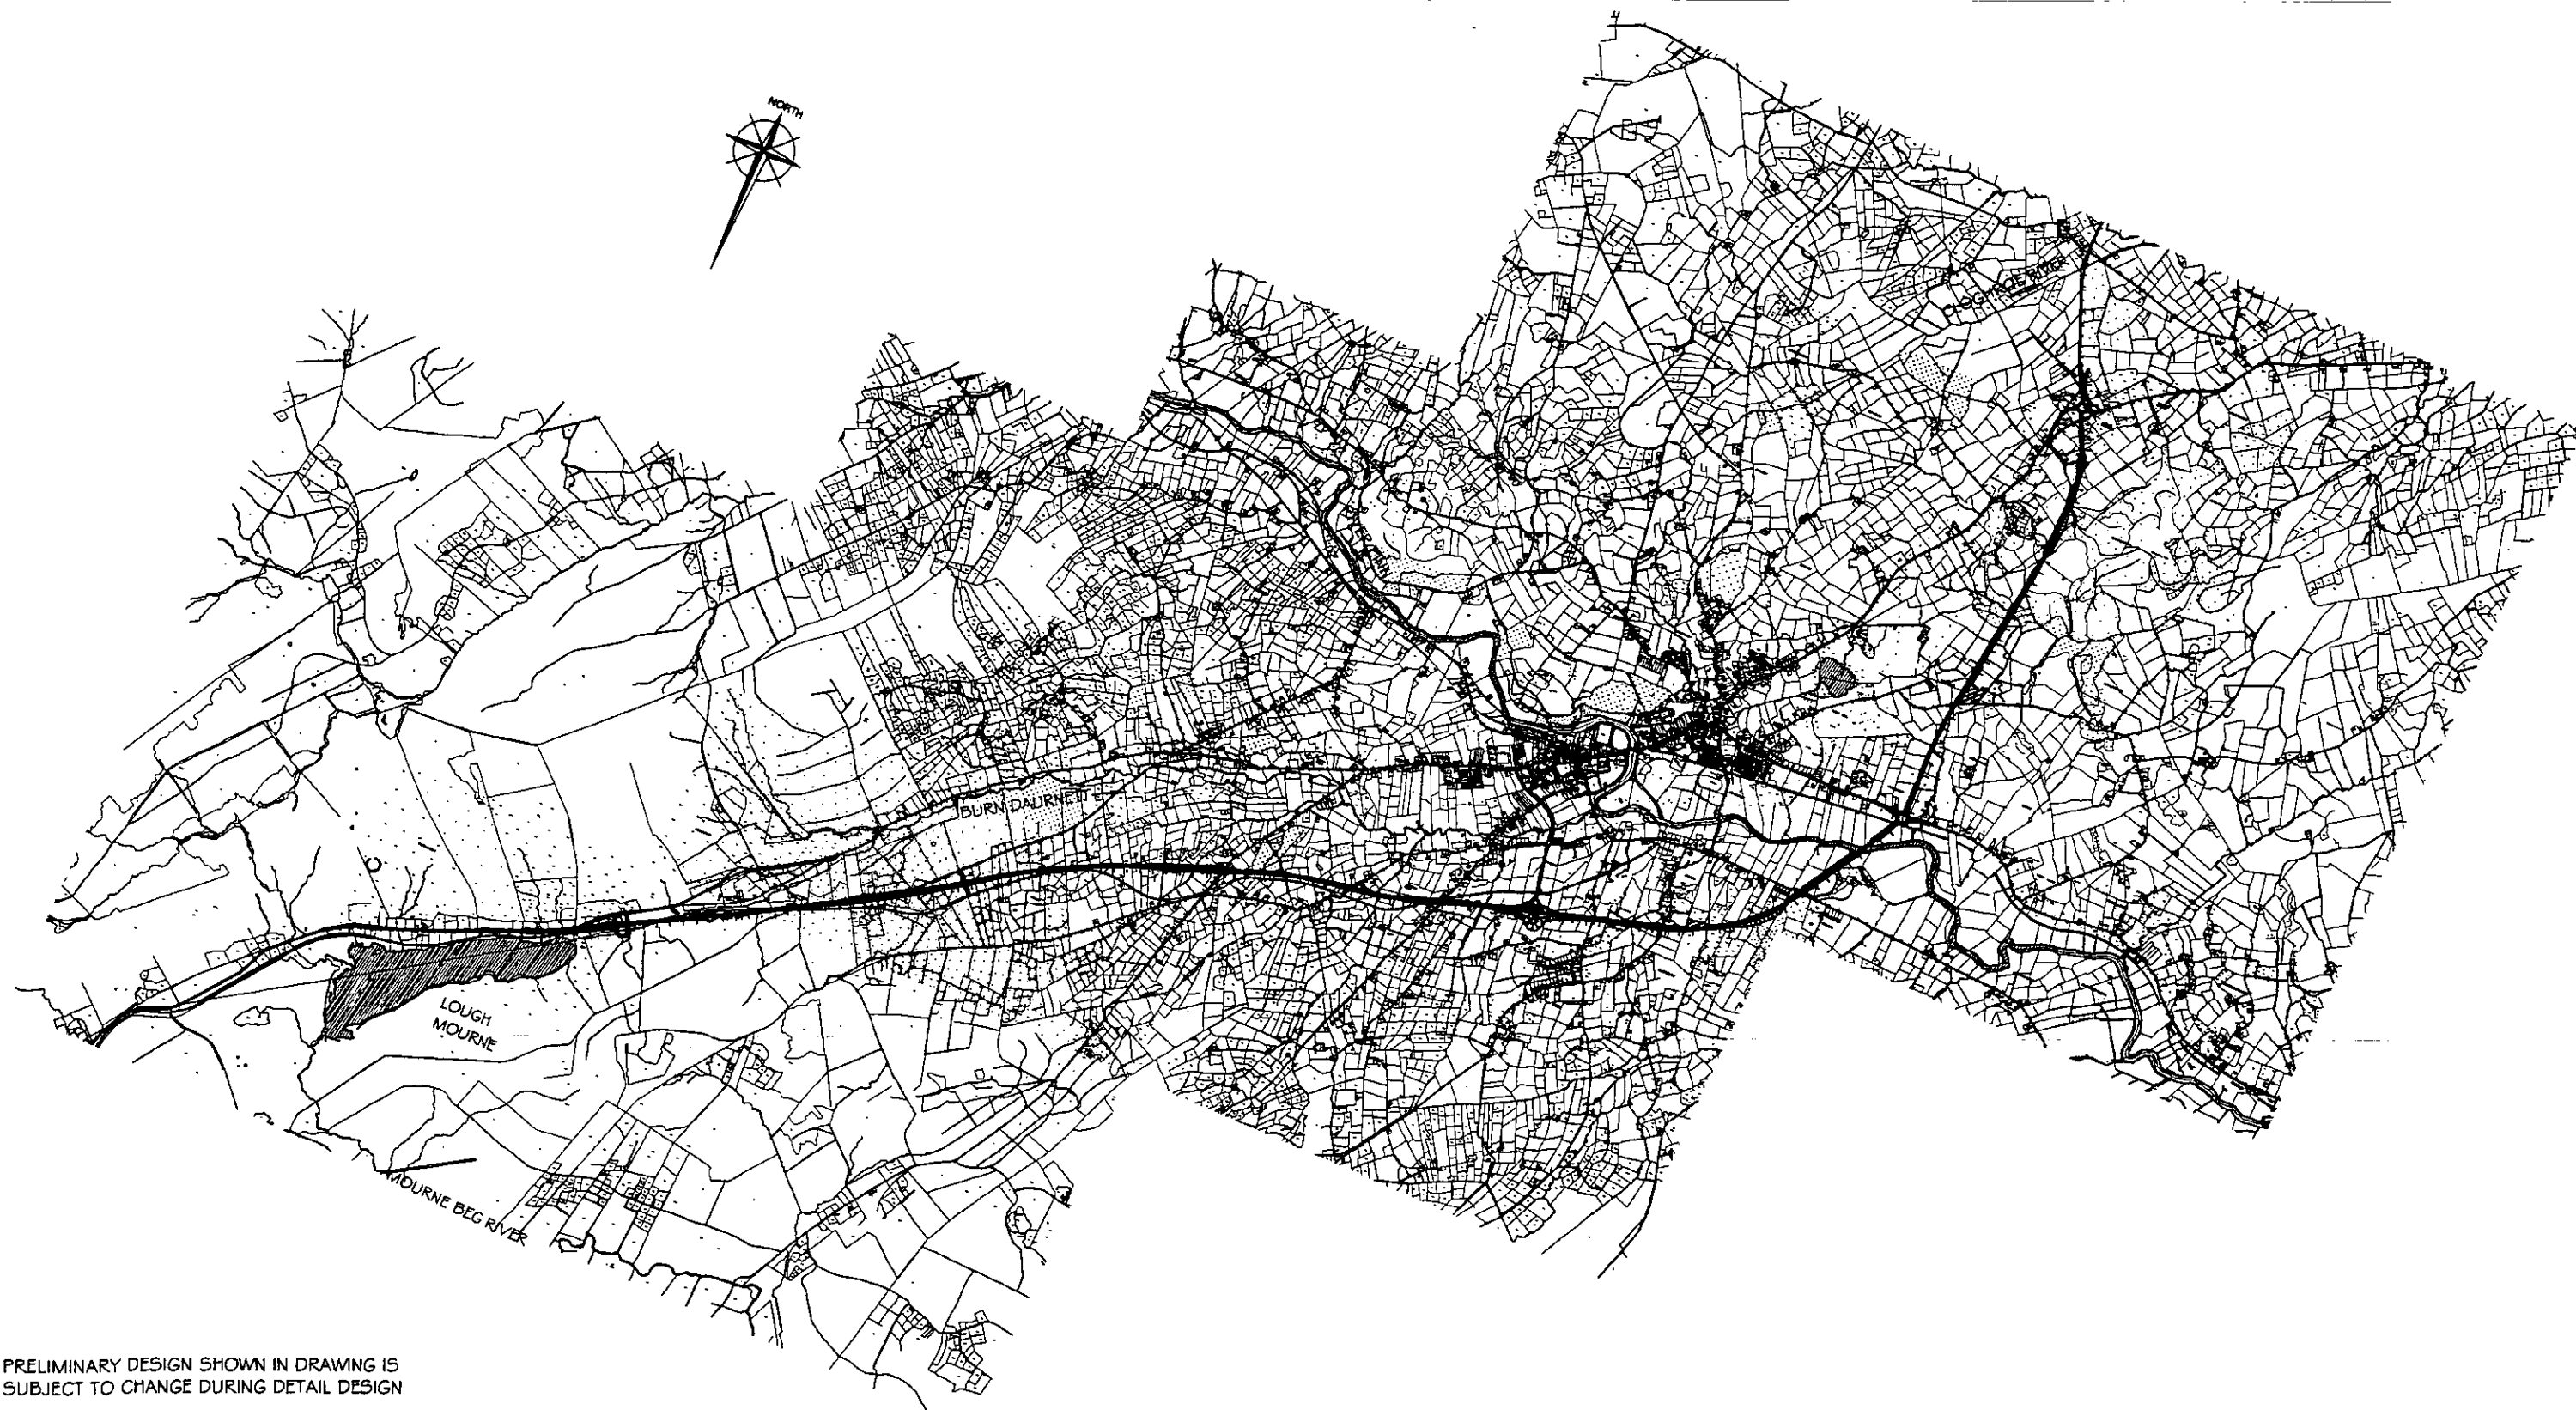 NORTH
RIVER
BURN DAURNETT
LOUGH
MOURNE
MOURNE BEG RIVER
PRELIMINARY DESIGN SHOWN IN DRAWING IS
SUBJECT TO CHANGE DURING DETAIL DESIGN